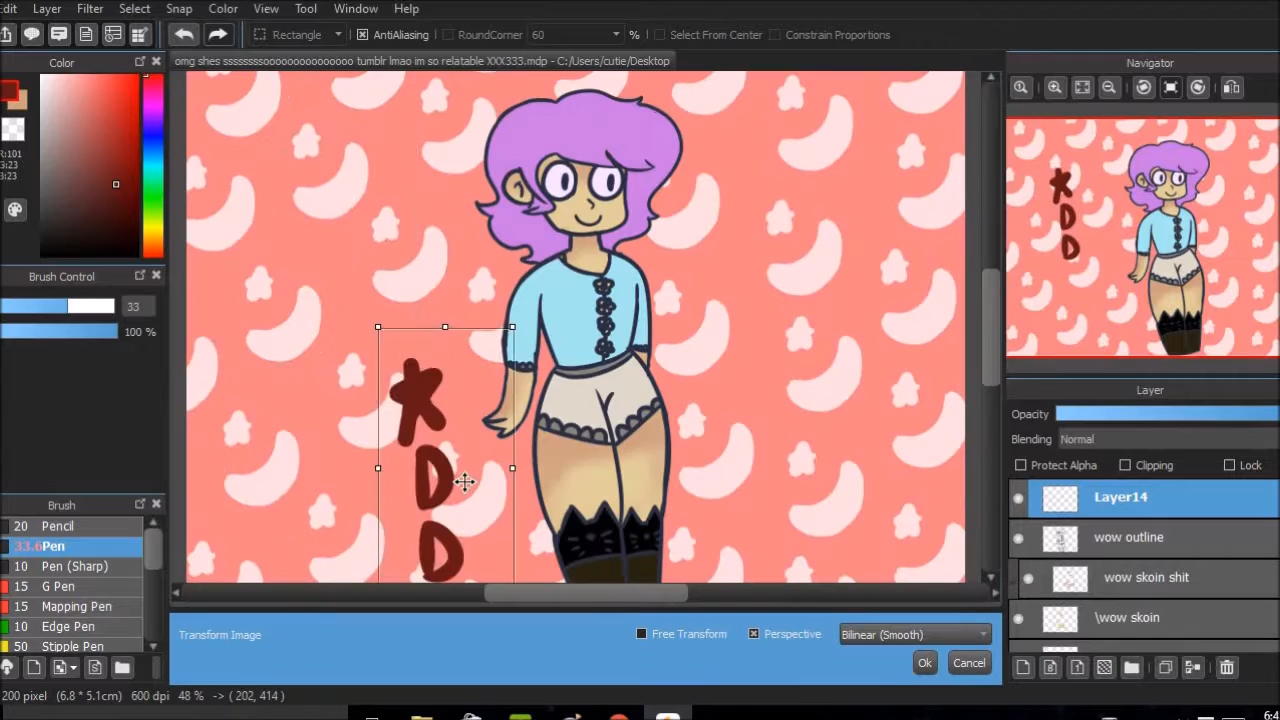 Edit Layer Filter Select Snap Color View Tool Window Help
Rectangle AntiAliasing RoundCorner 60 % Select From Center Constrain Proportions
Color
omg shes ssssssssooooooooooooooo tumblr lmao im so relatable XXX333.mdp - C:/Users/cutie/Desktop
Navigator
R:101
:23
:23
Brush Control
33
100 %
Brush
20 Pencil
33.6 Pen
10 Pen (Sharp)
15 G Pen
15 Mapping Pen
10 Edge Pen
50 Stipple Pen
X
D
D
X
D
D
Layer
Opacity
Blending Normal
Protect Alpha Clipping Lock
Layer14
wow outline
wow skoin shit
\wow skoin
Transform Image Free Transform Perspective Bilinear (Smooth)
Ok Cancel
200 pixel (6.8 * 5.1cm) 600 dpi 48 % -> ( 202, 414 )